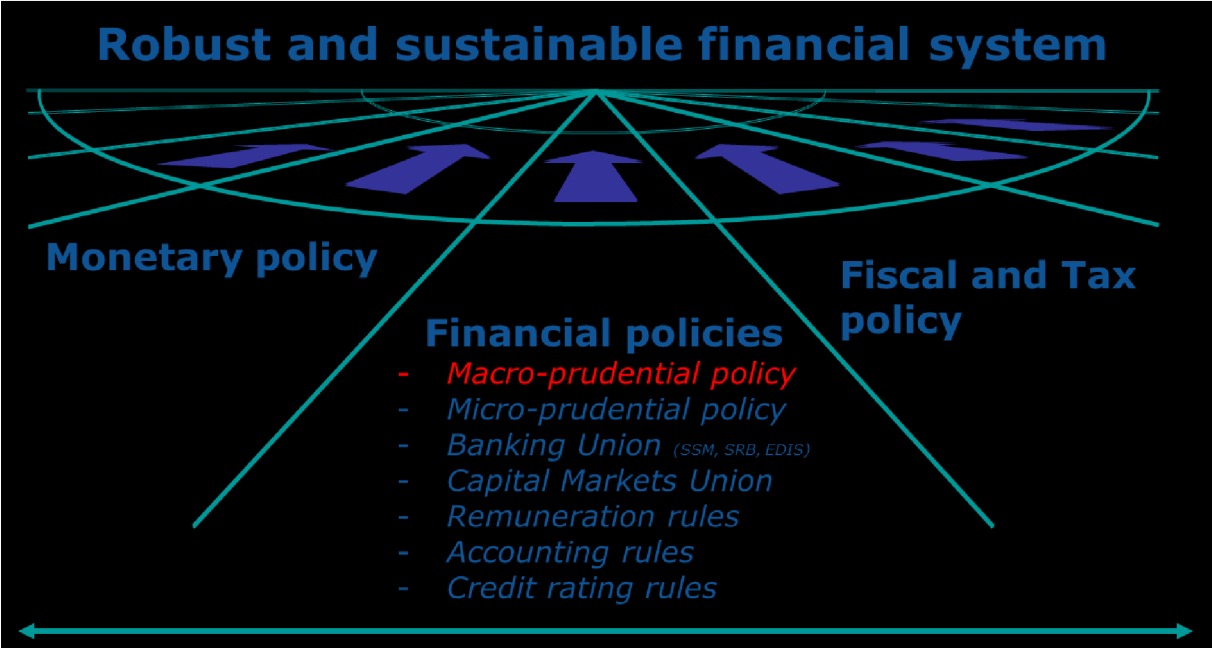 Robust and sustainable financial system
Monetary policy
Fiscal and Tax
policy
Financial policies
- Macro-prudential policy
- Micro-prudential policy
- Banking Union (SSM, SRB, EDIS)
- Capital Markets Union
- Remuneration rules
- Accounting rules
- Credit rating rules